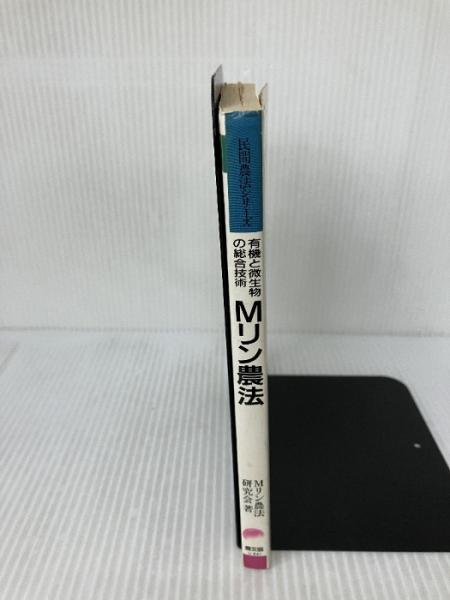 民間農法シリーズ
有機と微生物
の総合技術
Mリン農法
Mリン農法
研究会著
農文協